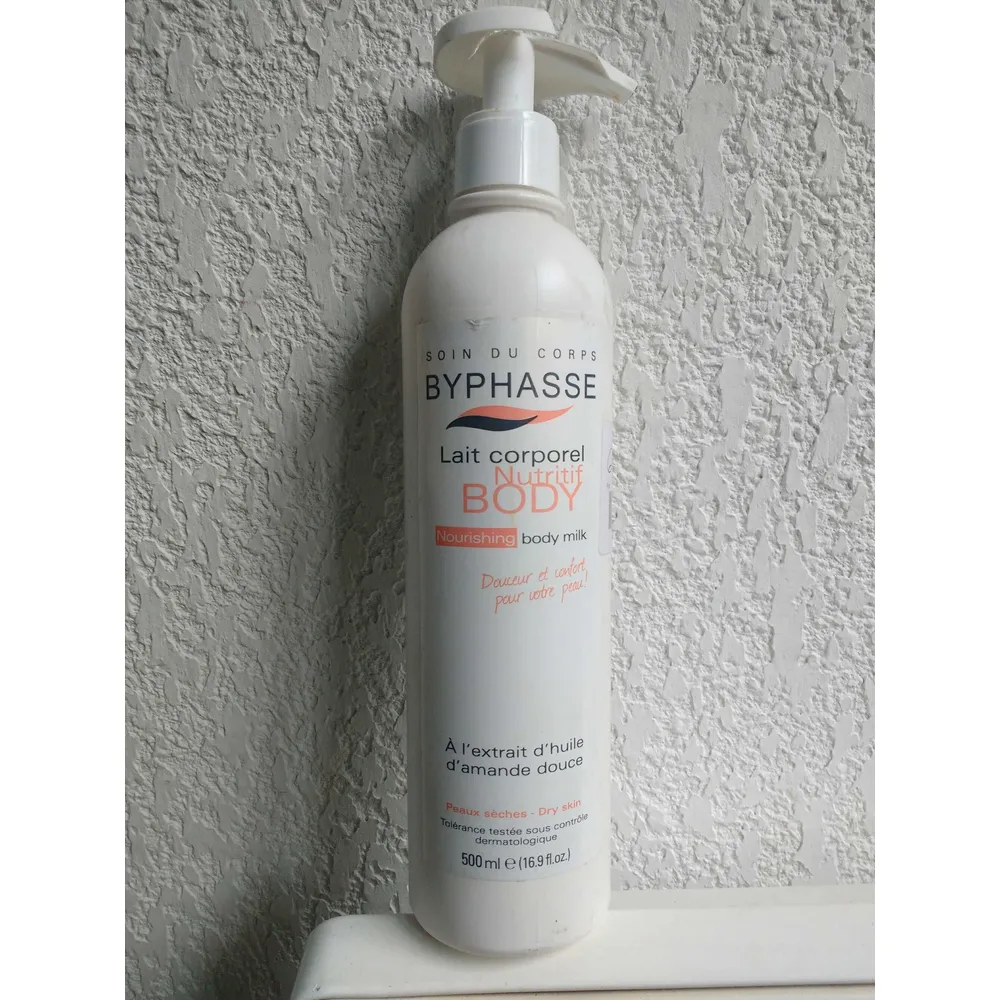 SOIN DU CORPS
BYPHASSE
Lait corporel
Nutritif
BODY
Nourishing body milk
Douceur et confort
pour votre peau!
À l'extrait d'huile
d'amande douce
Peaux sèches - Dry skin
Tolérance testée sous contrôle
dermatologique
500 ml e (16.9 fl.oz.)